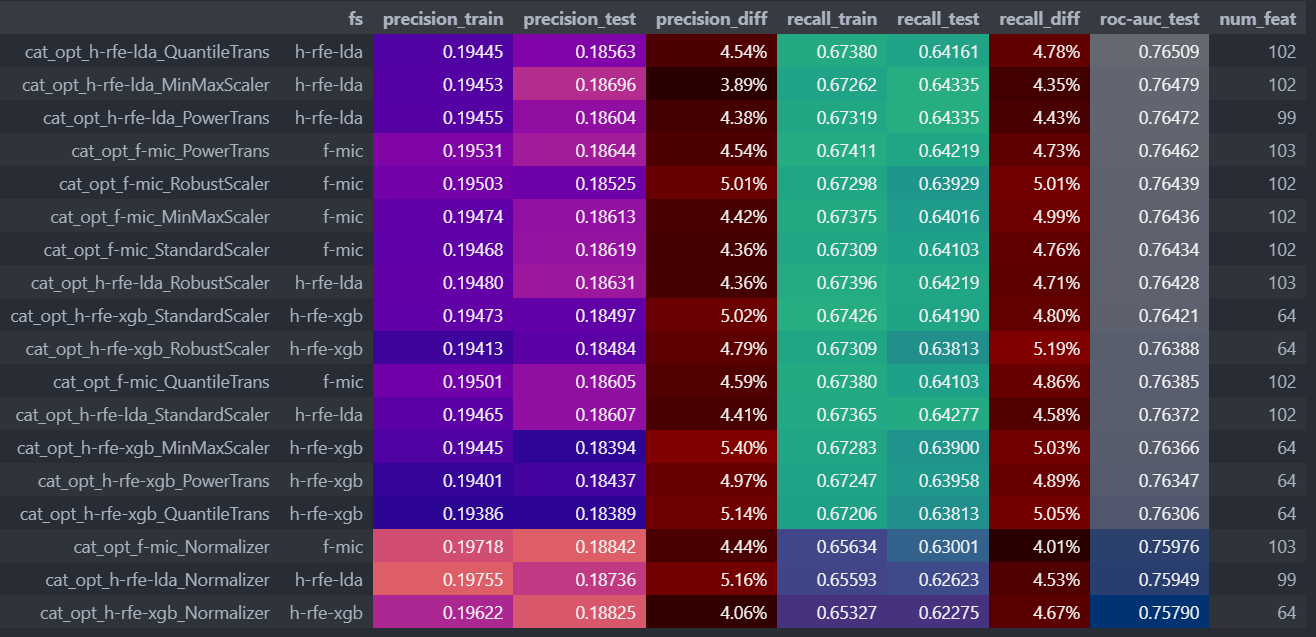 fs precision_train precision_test precision_diff recall_train recall_test recall_diff roc-auc_test num_feat
cat_opt_h-rfe-lda_QuantileTrans h-rfe-lda 0.19445 0.18563 4.54% 0.67380 0.64161 4.78% 0.76509 102
cat_opt_h-rfe-lda_MinMaxScaler h-rfe-lda 0.19453 0.18696 3.89% 0.67262 0.64335 4.35% 0.76479 102
cat_opt_h-rfe-lda_PowerTrans h-rfe-lda 0.19455 0.18604 4.38% 0.67319 0.64335 4.43% 0.76472 99
cat_opt_f-mic_PowerTrans f-mic 0.19531 0.18644 4.54% 0.67411 0.64219 4.73% 0.76462 103
cat_opt_f-mic_RobustScaler f-mic 0.19503 0.18525 5.01% 0.67298 0.63929 5.01% 0.76439 102
cat_opt_f-mic_MinMaxScaler f-mic 0.19474 0.18613 4.42% 0.67375 0.64016 4.99% 0.76436 102
cat_opt_f-mic_StandardScaler f-mic 0.19468 0.18619 4.36% 0.67309 0.64103 4.76% 0.76434 102
cat_opt_h-rfe-lda_RobustScaler h-rfe-lda 0.19480 0.18631 4.36% 0.67396 0.64219 4.71% 0.76428 103
cat_opt_h-rfe-xgb_StandardScaler h-rfe-xgb 0.19473 0.18497 5.02% 0.67426 0.64190 4.80% 0.76421 64
cat_opt_h-rfe-xgb_RobustScaler h-rfe-xgb 0.19413 0.18484 4.79% 0.67309 0.63813 5.19% 0.76388 64
cat_opt_f-mic_QuantileTrans f-mic 0.19501 0.18605 4.59% 0.67380 0.64103 4.86% 0.76385 102
cat_opt_h-rfe-lda_StandardScaler h-rfe-lda 0.19465 0.18607 4.41% 0.67365 0.64277 4.58% 0.76372 102
cat_opt_h-rfe-xgb_MinMaxScaler h-rfe-xgb 0.19445 0.18394 5.40% 0.67283 0.63900 5.03% 0.76366 64
cat_opt_h-rfe-xgb_PowerTrans h-rfe-xgb 0.19401 0.18437 4.97% 0.67247 0.63958 4.89% 0.76347 64
cat_opt_h-rfe-xgb_QuantileTrans h-rfe-xgb 0.19386 0.18389 5.14% 0.67206 0.63813 5.05% 0.76306 64
cat_opt_f-mic_Normalizer f-mic 0.19718 0.18842 4.44% 0.65634 0.63001 4.01% 0.75976 103
cat_opt_h-rfe-lda_Normalizer h-rfe-lda 0.19755 0.18736 5.16% 0.65593 0.62623 4.53% 0.75949 99
cat_opt_h-rfe-xgb_Normalizer h-rfe-xgb 0.19622 0.18825 4.06% 0.65327 0.62275 4.67% 0.75790 64